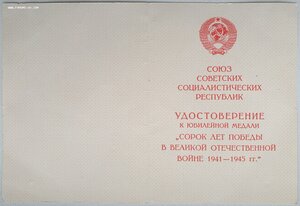 СОЮЗ
СОВЕТСКИХ
СОЦИАЛИСТИЧЕСКИХ
РЕСПУБЛИК
УДОСТОВЕРЕНИЕ
К ЮБИЛЕЙНОЙ МЕДАЛИ
„СОРОК ЛЕТ ПОБЕДЫ
В ВЕЛИКОЙ ОТЕЧЕСТВЕННОЙ
ВОЙНЕ 1941—1945 гг.“